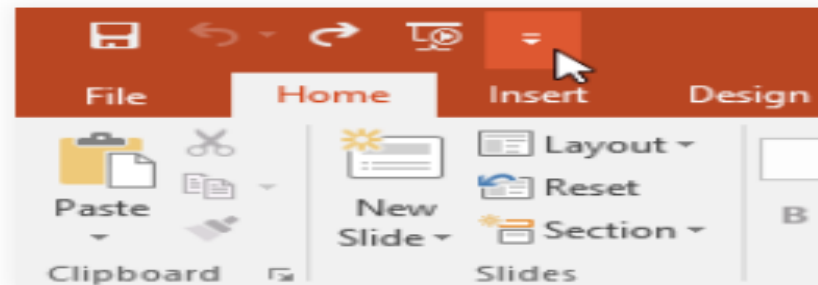 File Home Insert Design
Layout
Reset
Paste New
Slide Section
B
Clipboard Slides